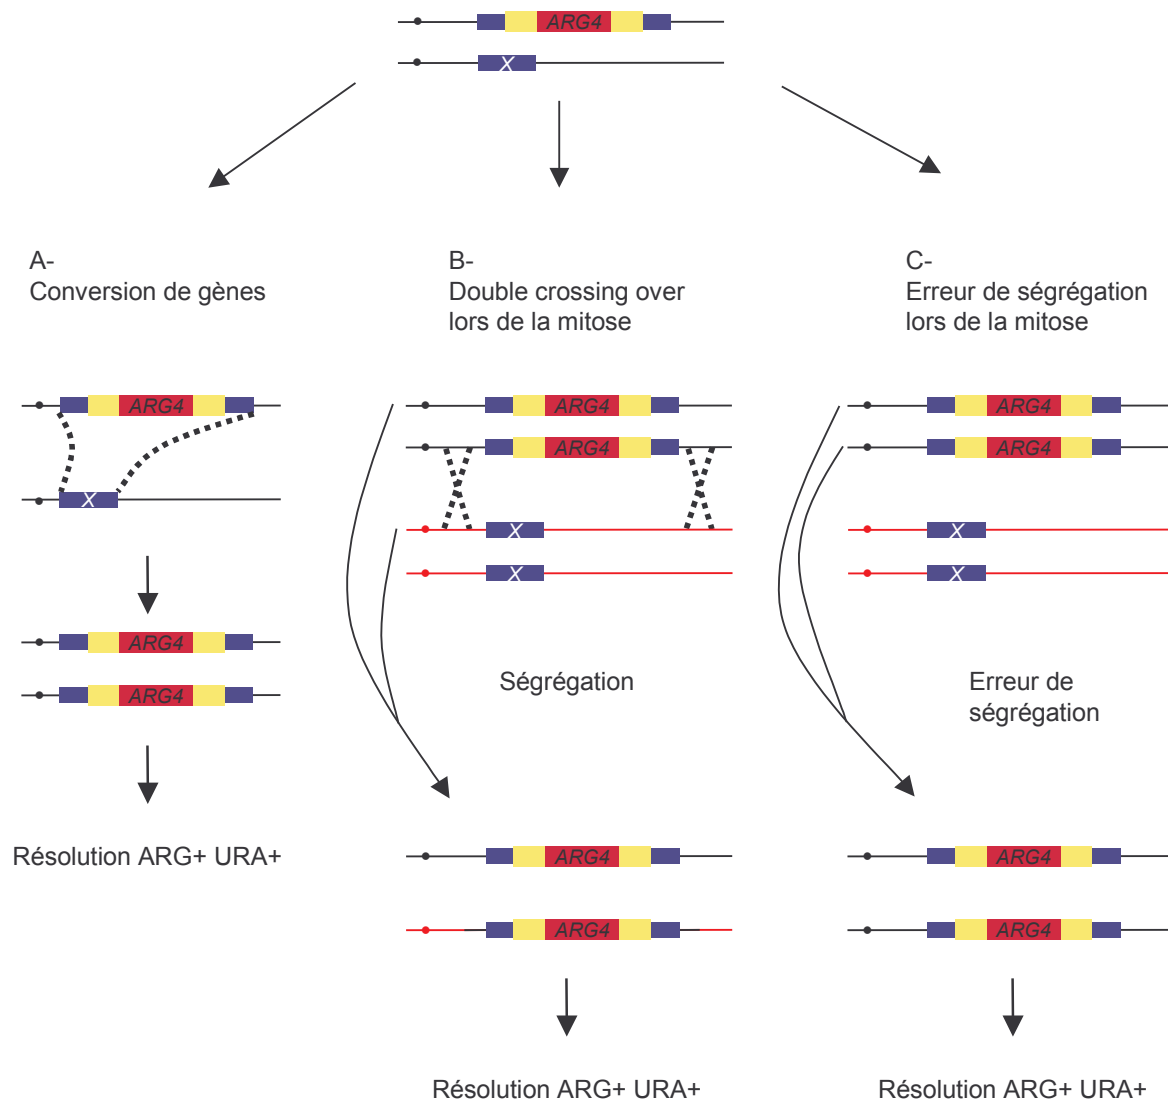 ARG4
X
A-
Conversion de gènes
B-
Double crossing over
lors de la mitose
C-
Erreur de ségrégation
lors de la mitose
ARG4
X
ARG4
ARG4
Résolution ARG+ URA+
ARG4
ARG4
X
X
Ségrégation
ARG4
ARG4
Résolution ARG+ URA+
ARG4
ARG4
X
X
Erreur de
ségrégation
ARG4
ARG4
Résolution ARG+ URA+